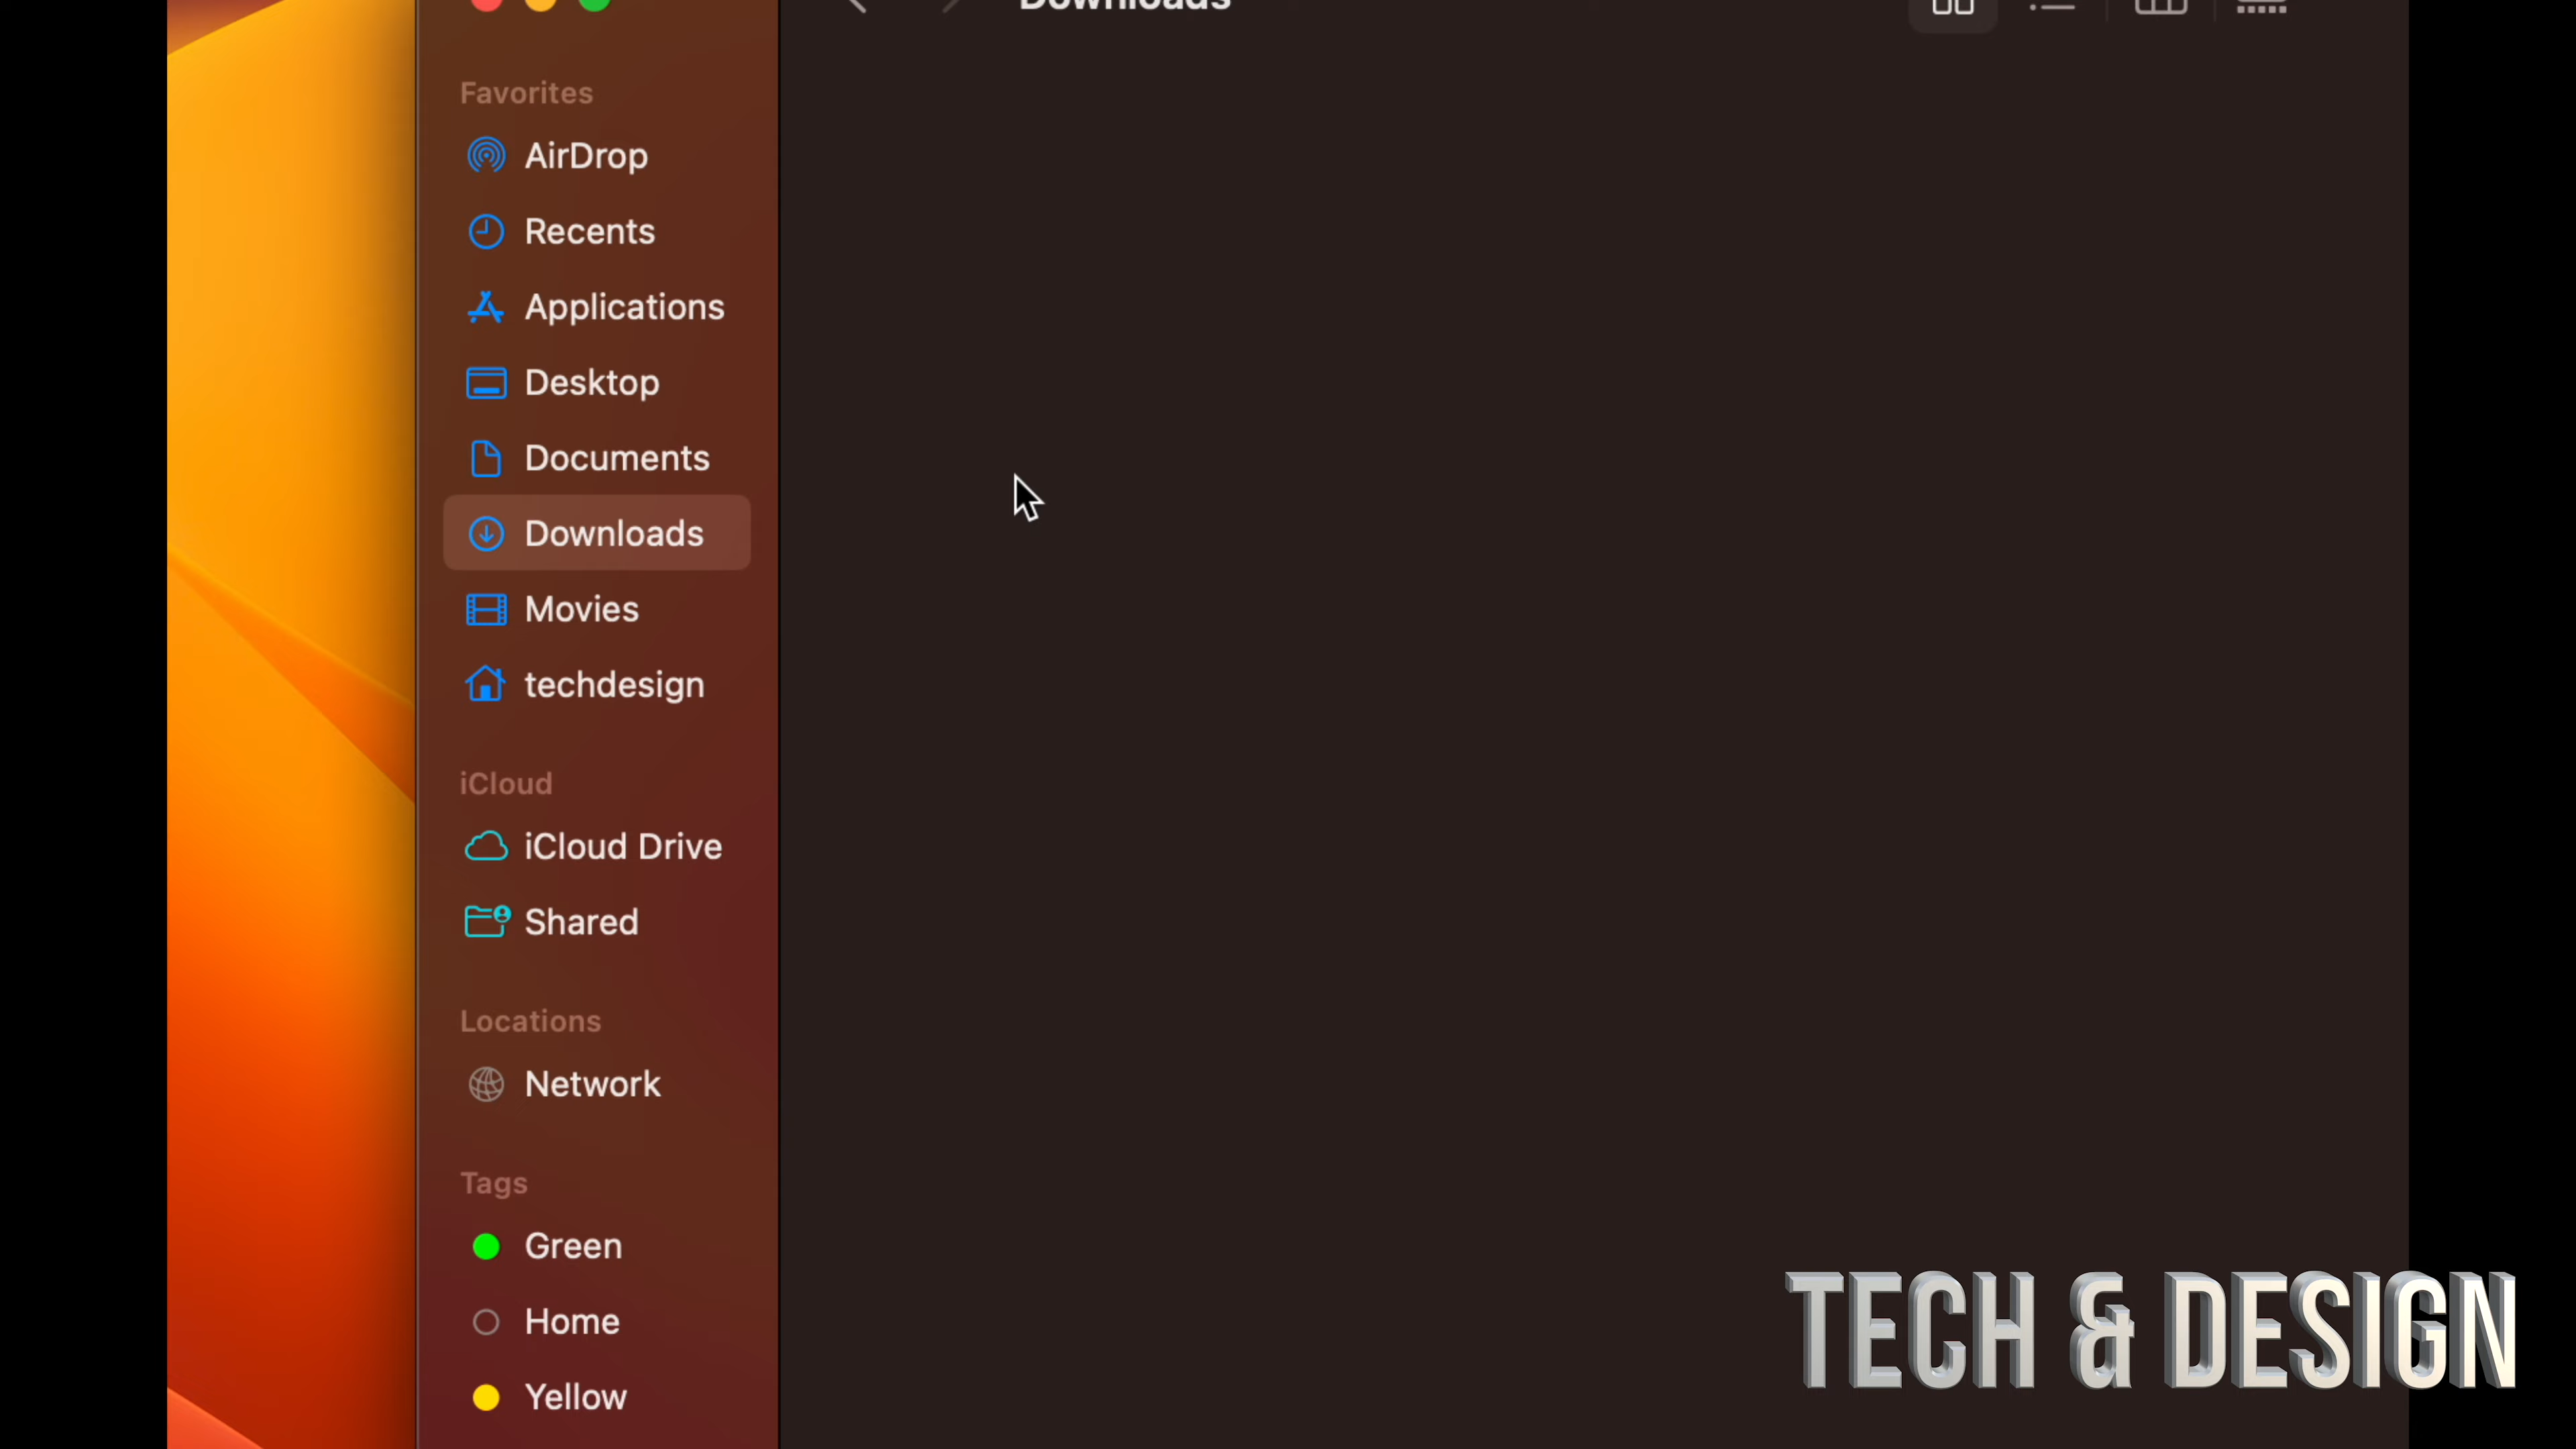 Downloads
Favorites
AirDrop
Recents
Applications
Desktop
Documents
Downloads
Movies
techdesign
iCloud
iCloud Drive
Shared
Locations
Network
Tags
Green
Home
Yellow
TECH & DESIGN